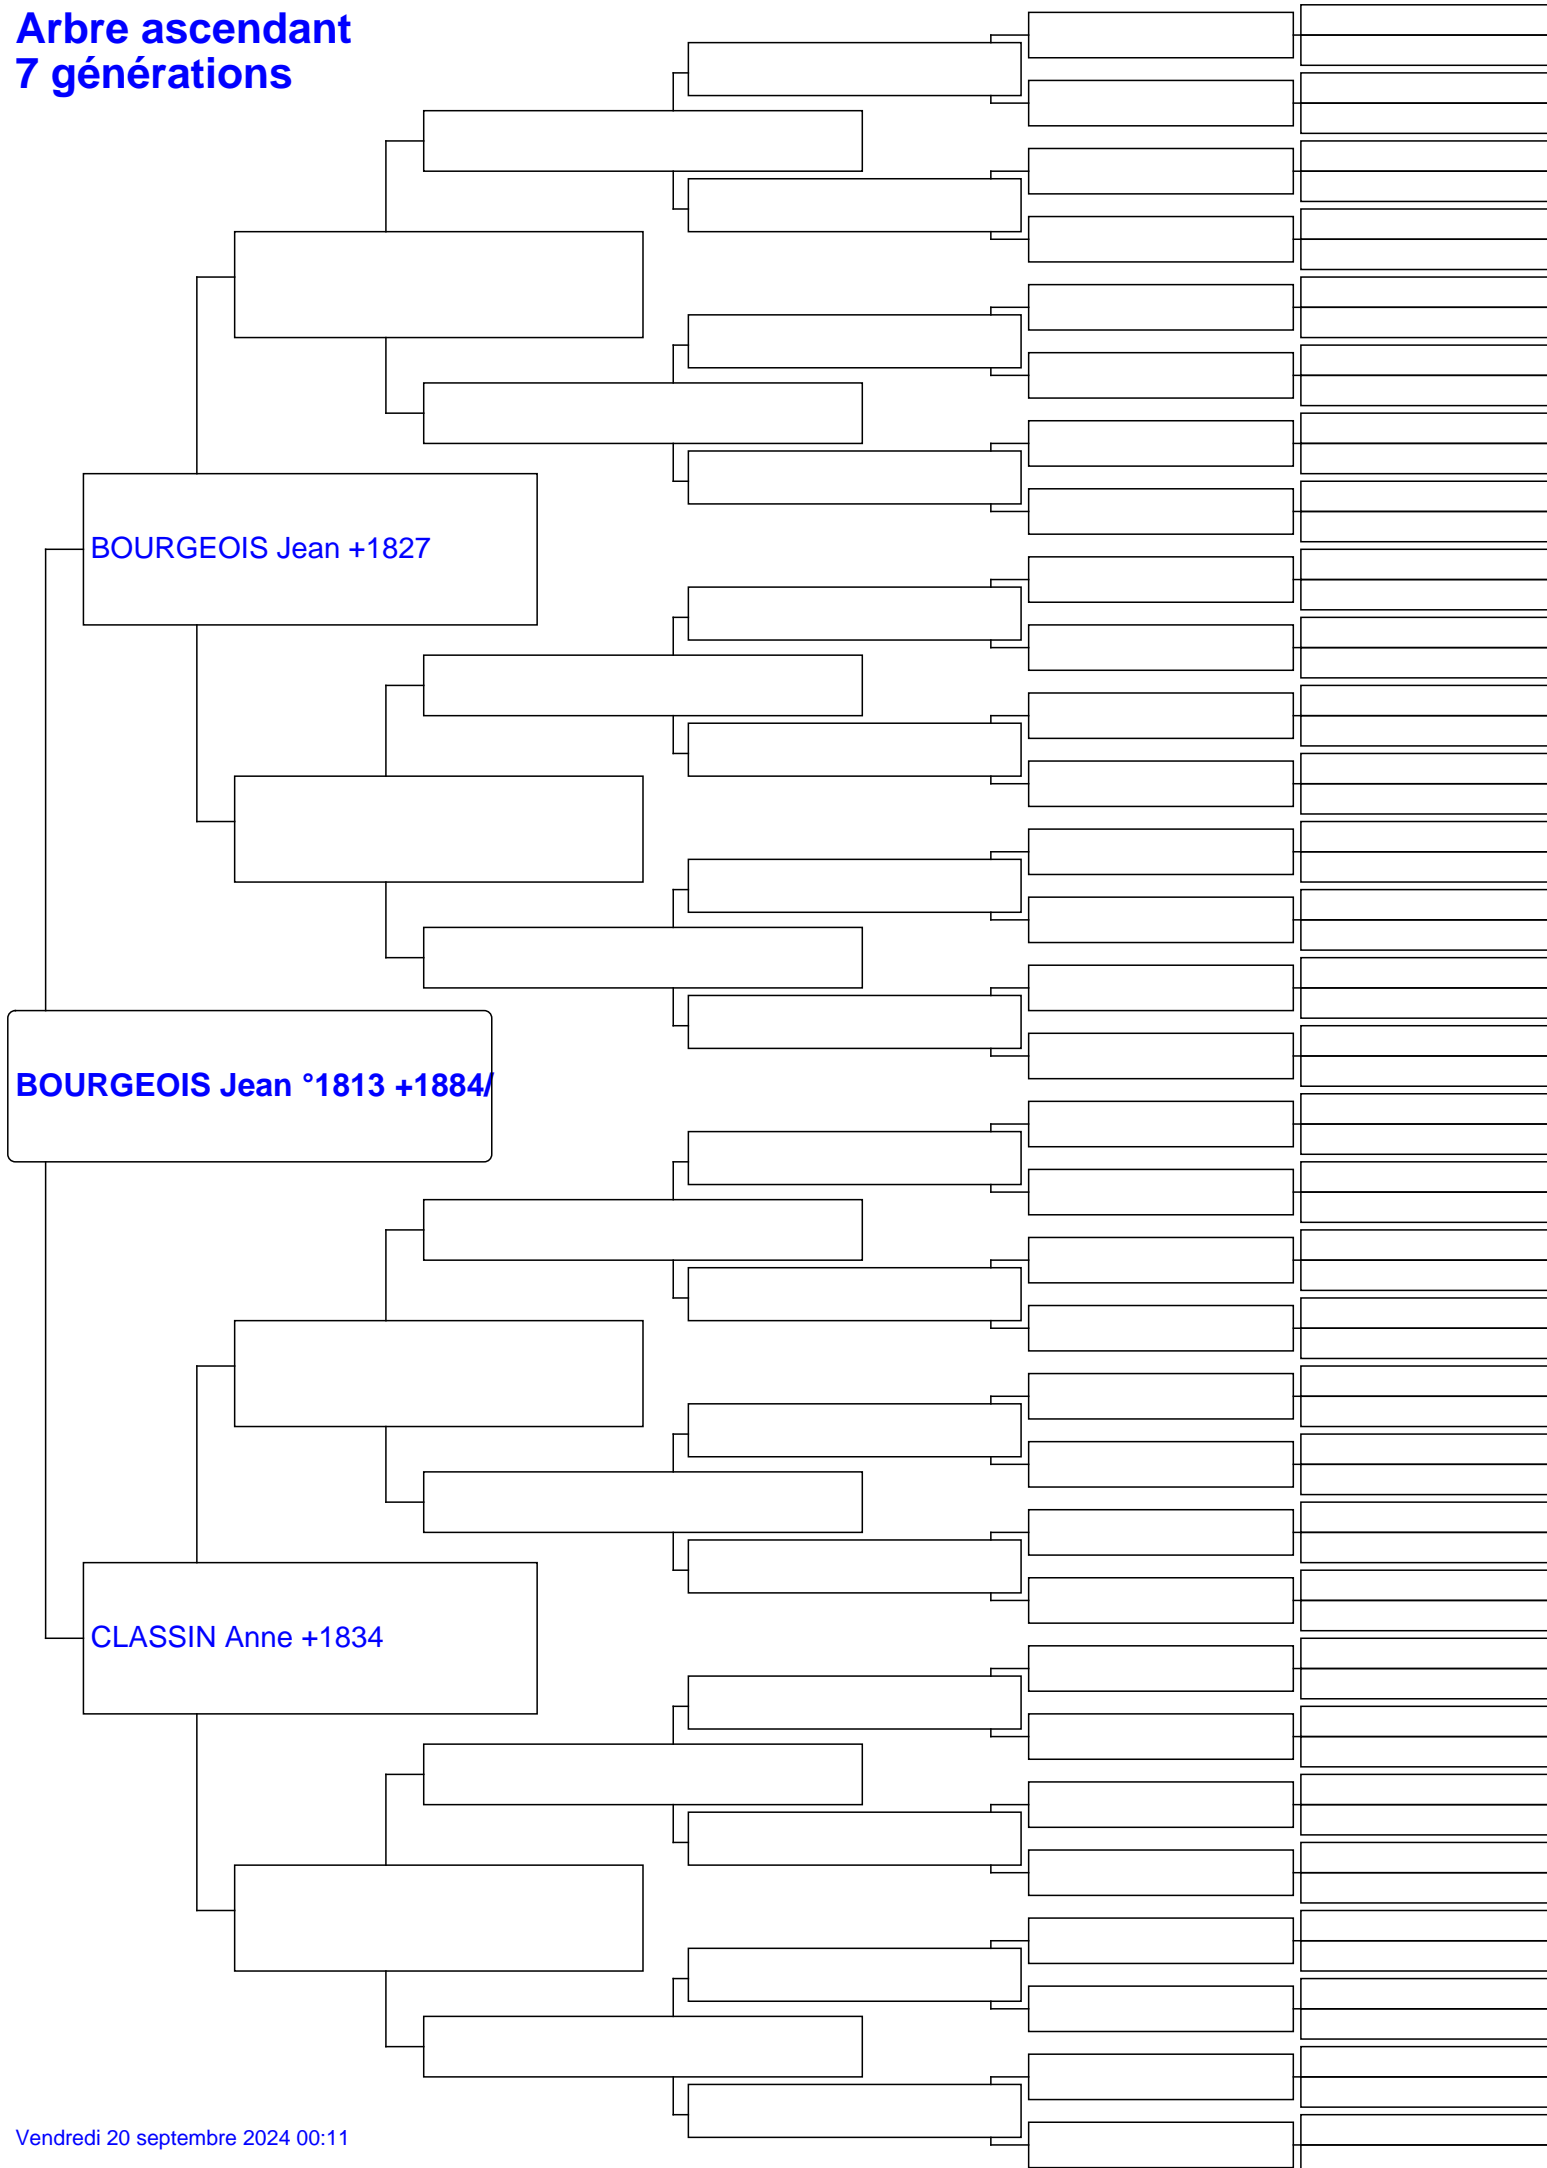 Arbre ascendant
7 générations
BOURGEOIS Jean +1827
BOURGEOIS Jean °1813 +1884/
CLASSIN Anne +1834
Vendredi 20 septembre 2024 00:11